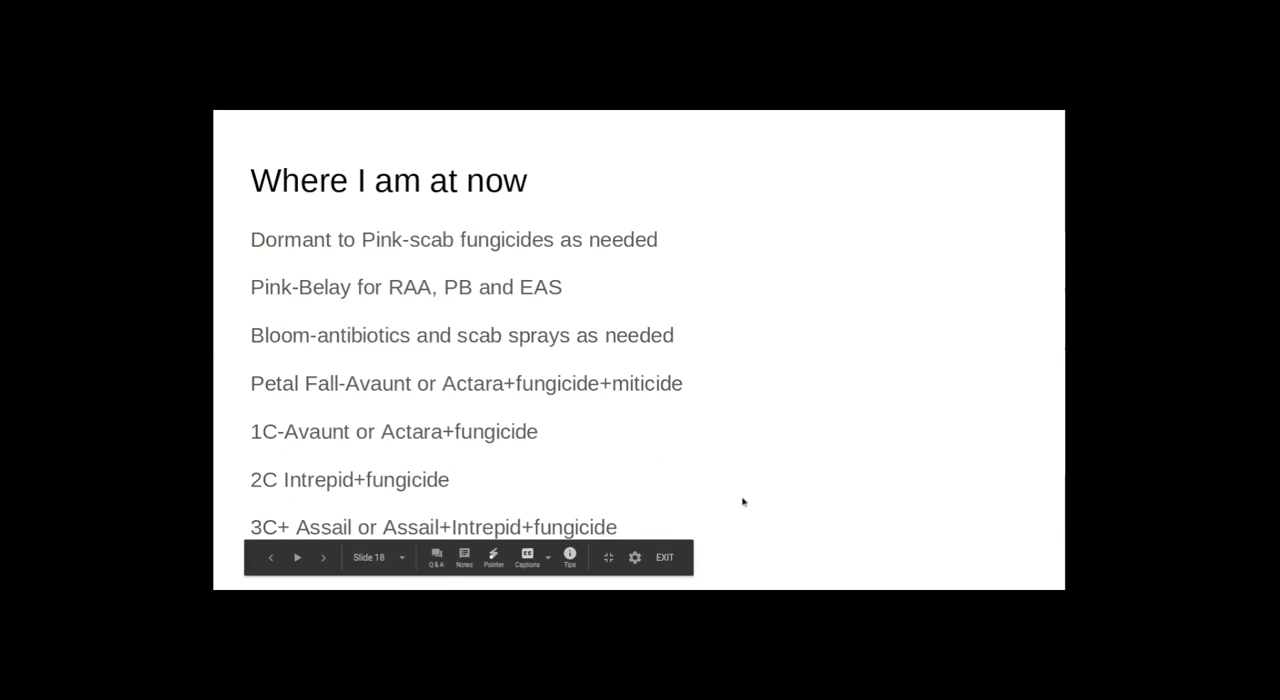 Where I am at now
Dormant to Pink-scab fungicides as needed
Pink-Belay for RAA, PB and EAS
Bloom-antibiotics and scab sprays as needed
Petal Fall-Avaunt or Actara+fungicide+miticide
1C-Avaunt or Actara+fungicide
2C Intrepid+fungicide
3C+ Assail or Assail+Intrepid+fungicide
Slide 18 Q & A Notes Pointer CC Captions Tips EXIT